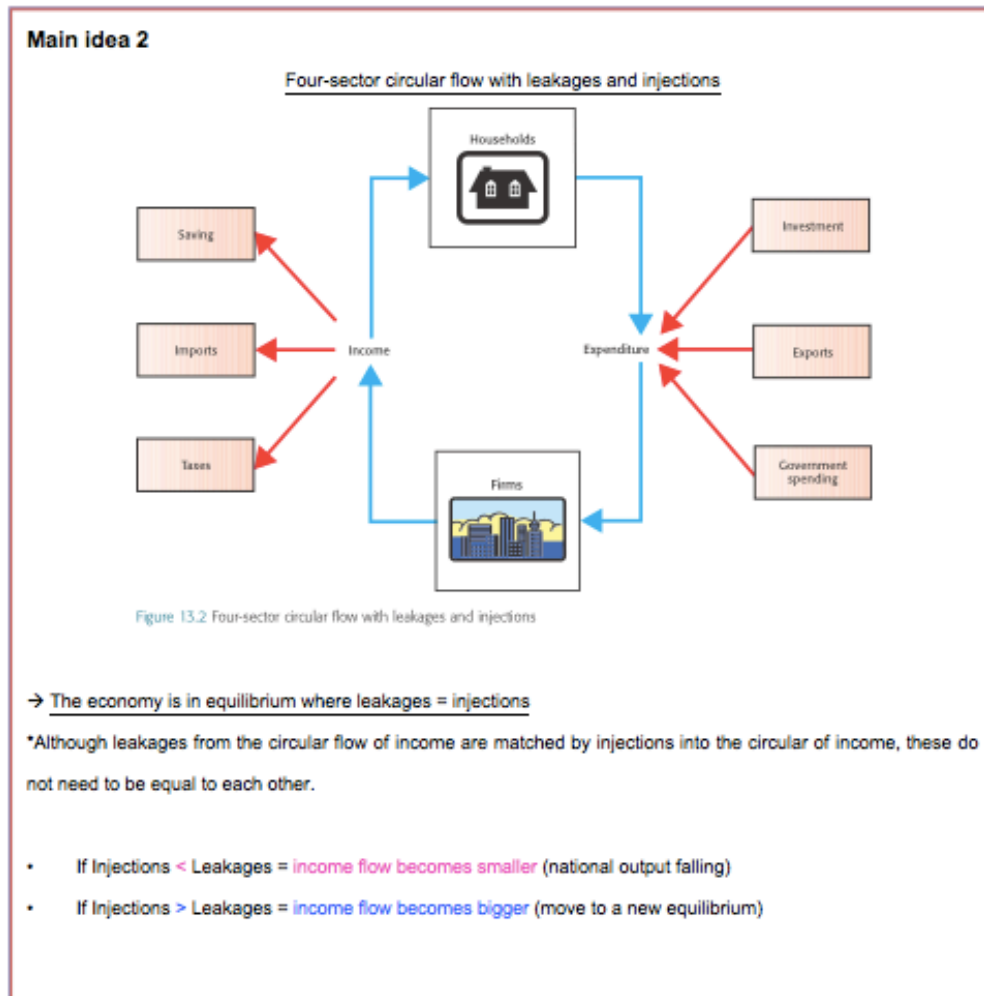 Main idea 2
Four-sector circular flow with leakages and injections
Households
Saving
Investment
Imports
Income
Expenditure
Exports
Taxes
Firms
Government
spending
Figure 13.2 Four-sector circular flow with leakages and injections
→ The economy is in equilibrium where leakages = injections
*Although leakages from the circular flow of income are matched by injections into the circular of income, these do
not need to be equal to each other.
• If Injections < Leakages = income flow becomes smaller (national output falling)
• If Injections > Leakages = income flow becomes bigger (move to a new equilibrium)